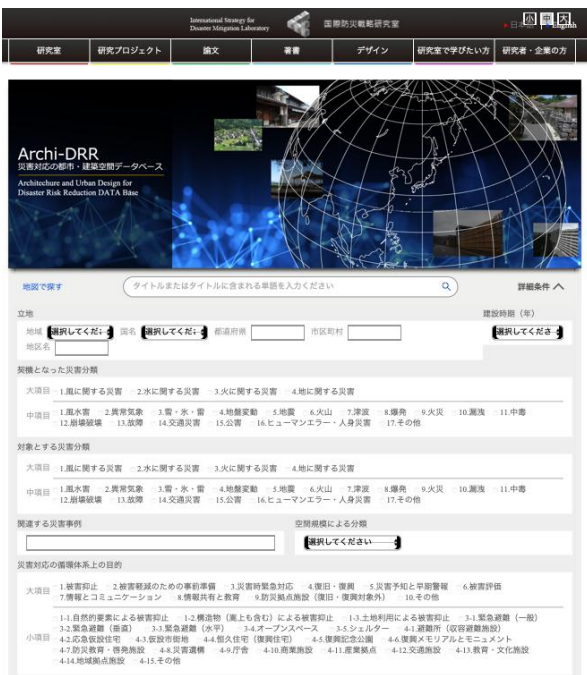 International Strategy for
Disaster Mitigation Laboratory
国際防災戦略研究室
小 中 大
研究室 研究プロジェクト 論文 著書 デザイン 研究室で学びたい方 研究者・企業の方
Archi-DRR
災害対応の都市・建築空間データベース
Architechure and Urban Design for
Disaster Risk Reduction DATA Base
地図で探す タイトルまたはタイトルに含まれる単語を入力ください 詳細条件
立地 建設時期（年）
地域 選択してくだ 国名 選択してくだ 都道府県 市区町村 選択してくださ
地区名
契機となった災害分類
大項目 1.風に関する災害 2.水に関する災害 3.火に関する災害 4.地に関する災害
中項目 1.風水害 2.異常気象 3.雪・氷・雷 4.地盤変動 5.地震 6.火山 7.津波 8.爆発 9.火災 10.漏洩 11.中毒
12.崩壊破壊 13.故障 14.交通災害 15.公害 16.ヒューマンエラー・人身災害 17.その他
対象とする災害分類
大項目 1.風に関する災害 2.水に関する災害 3.火に関する災害 4.地に関する災害
中項目 1.風水害 2.異常気象 3.雪・氷・雷 4.地盤変動 5.地震 6.火山 7.津波 8.爆発 9.火災 10.漏洩 11.中毒
12.崩壊破壊 13.故障 14.交通災害 15.公害 16.ヒューマンエラー・人身災害 17.その他
関連する災害事例 空間規模による分類
選択してください
災害対応の循環体系上の目的
大項目 1.被害抑止 2.被害軽減のための事前準備 3.災害時緊急対応 4.復旧・復興 5.災害予知と早期警報 6.被害評価
7.情報とコミュニケーション 8.情報共有と教育 9.防災拠点施設（復旧・復興対象外） 10.その他
小項目 1-1.自然的要素による被害抑止 1-2.構造物（嵩上も含む）による被害抑止 1-3.土地利用による被害抑止 3-1.緊急避難（一般）
3-2.緊急避難（垂直） 3-3.緊急避難（水平） 3-4.オープンスペース 3-5.シェルター 4-1.避難所（収容避難施設）
4-2.応急仮設住宅 4-3.仮設市街地 4-4.恒久住宅（復興住宅） 4-5.復興記念公園 4-6.復興メモリアルとモニュメント
4-7.防災教育・啓発施設 4-8.災害遺構 4-9.庁舎 4-10.商業施設 4-11.産業拠点 4-12.交通施設 4-13.教育・文化施設
4-14.地域拠点施設 4-15.その他